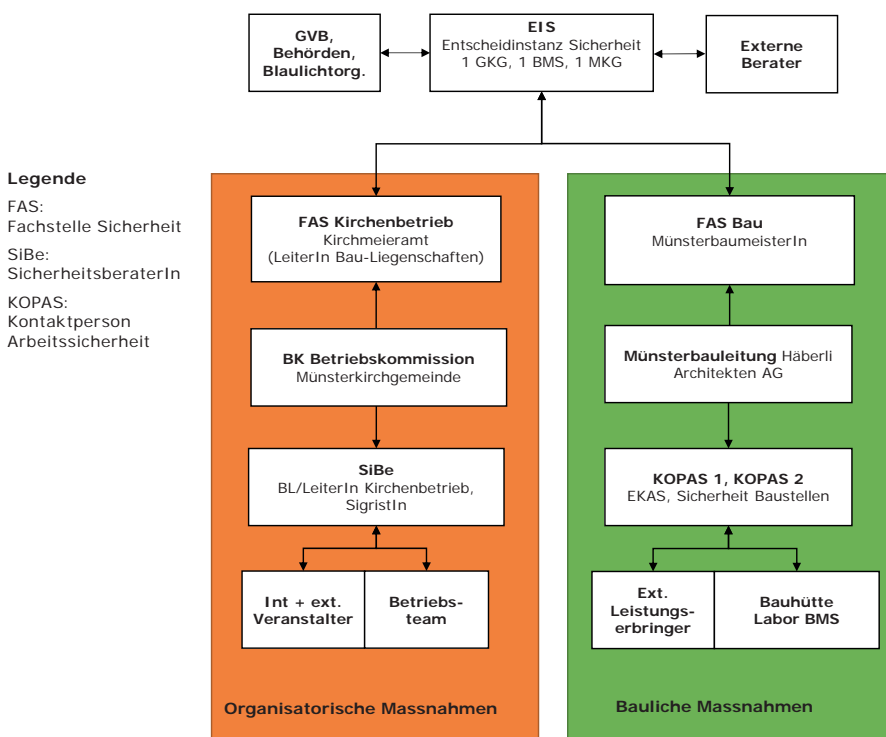 GVB,
Behörden,
Blaulichtorg.
EIS
Entscheidinstanz Sicherheit
1 GKG, 1 BMS, 1 MKG
Externe
Berater
Legende
FAS:
Fachstelle Sicherheit
SiBe:
SicherheitsberaterIn
KOPAS:
Kontaktperson
Arbeitssicherheit
FAS Kirchenbetrieb
Kirchmeieramt
(LeiterIn Bau-Liegenschaften)
BK Betriebskommission
Münsterkirchgemeinde
SiBe
BL/LeiterIn Kirchenbetrieb,
SigristIn
Int + ext.
Veranstalter
Betriebs-
team
Organisatorische Massnahmen
FAS Bau
MünsterbaumeisterIn
Münsterbauleitung Häberli
Architekten AG
KOPAS 1, KOPAS 2
EKAS, Sicherheit Baustellen
Ext.
Leistungs-
erbringer
Bauhütte
Labor BMS
Bauliche Massnahmen